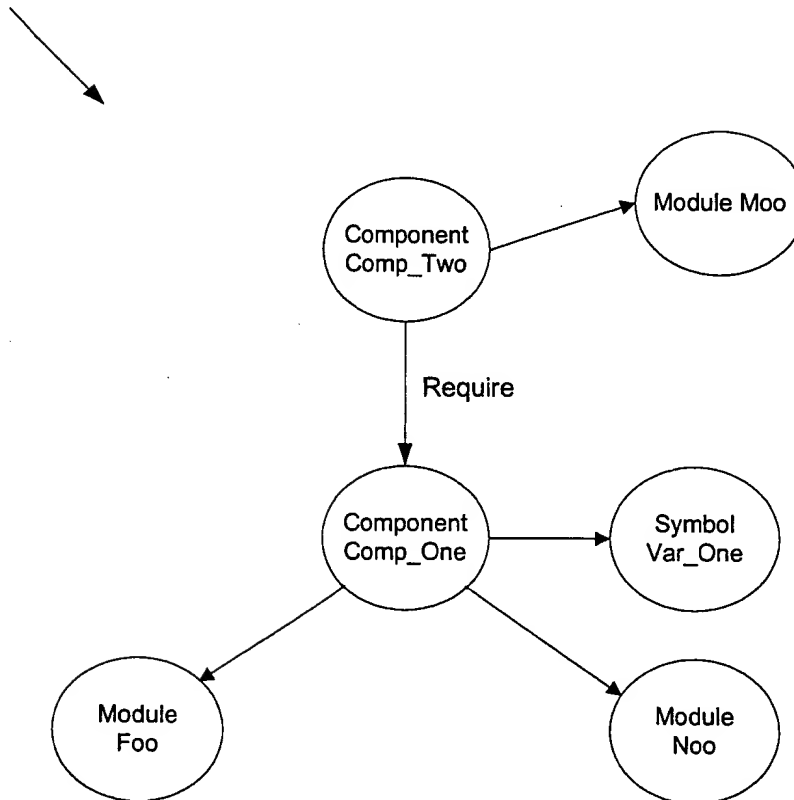 Module Moo
Component
Comp_Two
Require
Component
Comp_One
Symbol
Var_One
Module
Foo
Module
Noo